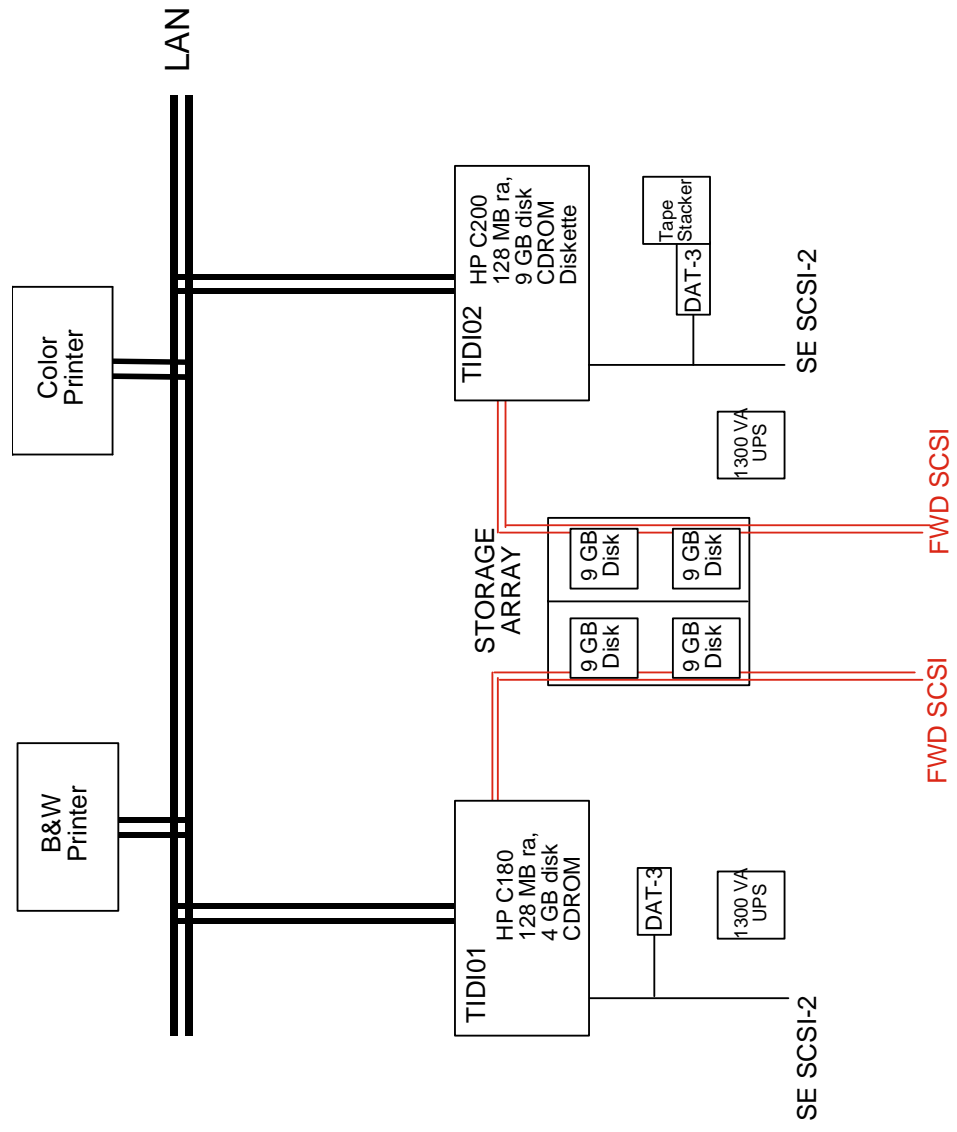 LAN
B&W
Printer
Color
Printer
TIDI01
HP C180
128 MB ra,
4 GB disk
CDROM
TIDI02
HP C200
128 MB ra,
9 GB disk
CDROM
Diskette
STORAGE
ARRAY
9 GB
Disk
9 GB
Disk
9 GB
Disk
9 GB
Disk
DAT-3
1300 VA
UPS
SE SCSI-2
FWD SCSI
FWD SCSI
1300 VA
UPS
DAT-3
Tape
Stacker
SE SCSI-2